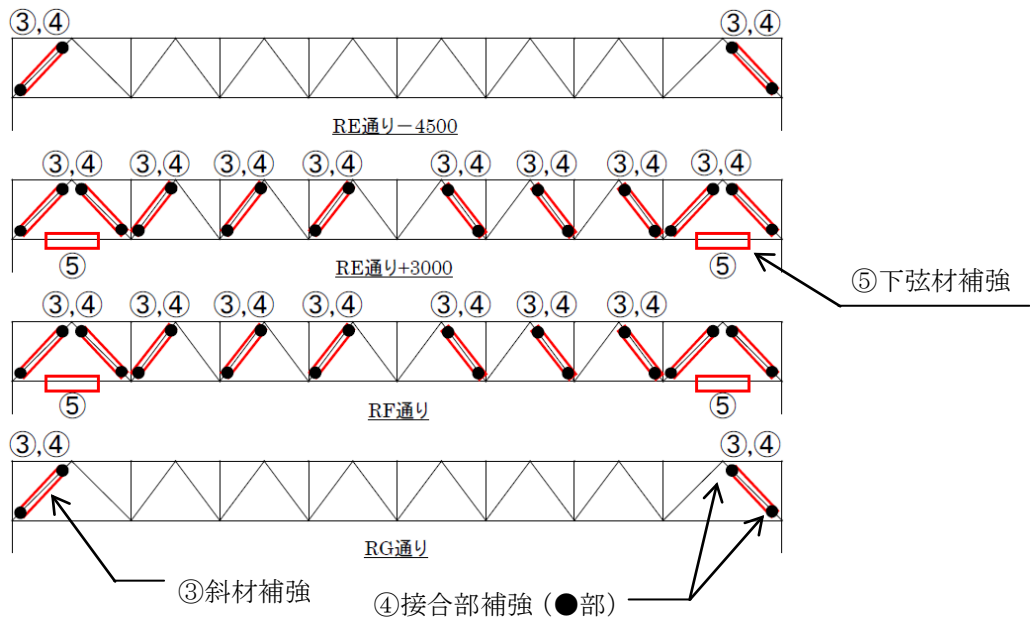 ③,④ ③,④
RE通り－4500
③,④ ③,④ ③,④ ③,④ ③,④ ③,④ ③,④ ③,④
⑤ RE通り+3000 ⑤
⑤下弦材補強
③,④ ③,④ ③,④ ③,④ ③,④ ③,④ ③,④ ③,④
⑤ RF通り ⑤
③,④ ③,④
RG通り
③斜材補強
④接合部補強（●部）